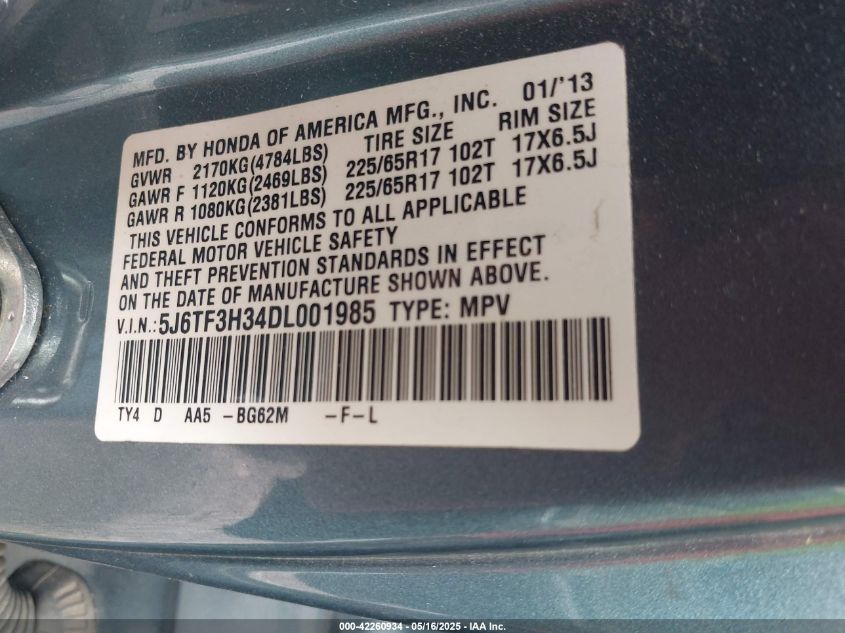 MFD. BY HONDA OF AMERICA MFG., INC. 01/'13
GVWR 2170KG(4784LBS) TIRE SIZE RIM SIZE
GAWR F 1120KG(2469LBS) 225/65R17 102T 17X6.5J
GAWR R 1080KG(2381LBS) 225/65R17 102T 17X6.5J
THIS VEHICLE CONFORMS TO ALL APPLICABLE
FEDERAL MOTOR VEHICLE SAFETY
AND THEFT PREVENTION STANDARDS IN EFFECT
ON THE DATE OF MANUFACTURE SHOWN ABOVE.
V.I.N.:5J6TF3H34DL001985 TYPE: MPV
TY4 D AA5 -BG62M -F-L
000-42260934 - 05/16/2025 - IAA Inc.